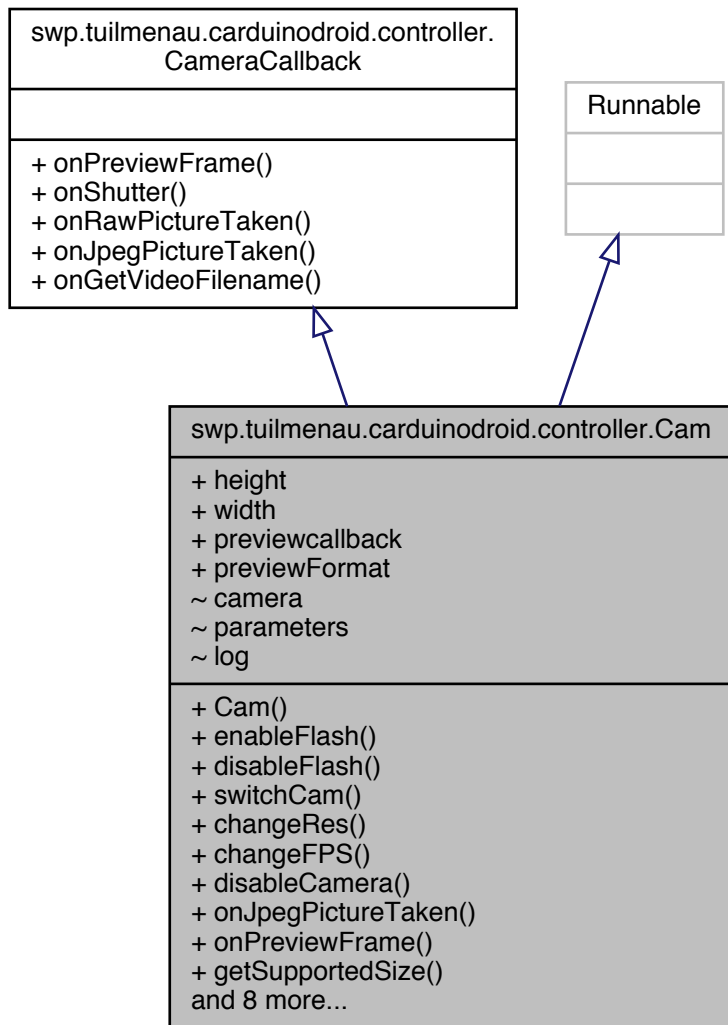 swp.tuilmenau.carduinodroid.controller.
CameraCallback
+ onPreviewFrame()
+ onShutter()
+ onRawPictureTaken()
+ onJpegPictureTaken()
+ onGetVideoFilename()
Runnable
swp.tuilmenau.carduinodroid.controller.Cam
+ height
+ width
+ previewcallback
+ previewFormat
~ camera
~ parameters
~ log
+ Cam()
+ enableFlash()
+ disableFlash()
+ switchCam()
+ changeRes()
+ changeFPS()
+ disableCamera()
+ onJpegPictureTaken()
+ onPreviewFrame()
+ getSupportedSize()
and 8 more...